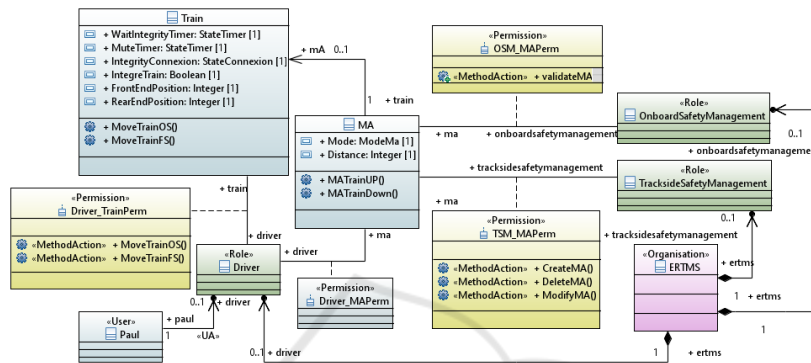 Train
+ WaitIntegrityTimer: StateTimer [1]
+ MuteTimer: StateTimer [1]
+ IntegrityConnexion: StateConnexion [1]
+ IntegreTrain: Boolean [1]
+ FrontEndPosition: Integer [1]
+ RearEndPosition: Integer [1]
+ MoveTrainOS()
+ MoveTrainFS()
+ mA 0..1
1 + train
«Permission»
OSM_MAPerm
«MethodAction» + validateMA
MA
+ Mode: ModeMa [1]
+ Distance: Integer [1]
+ MATrainUP()
+ MATrainDown()
+ ma + onboardsafetymanagement
«Role»
OnboardSafetyManagement
0..1
+ onboardsafetymanageme
+ tracksidesafetymanagement
+ ma
«Role»
TracksideSafetyManagement
0..1
+ tracksidesafetymanagement
«Permission»
TSM_MAPerm
«MethodAction» + CreateMA()
«MethodAction» + DeleteMA()
«MethodAction» + ModifyMA()
+ train
«Permission»
Driver_TrainPerm
«MethodAction» + MoveTrainOS()
«MethodAction» + MoveTrainFS()
+ driver
+ ma
«Role»
Driver
+ driver
«Permission»
Driver_MAPerm
«Organisation»
ERTMS
+ ertms
1
1 + ertms
0..1 + driver
«User»
Paul
+ paul
1 «UA»
0..1 + driver
1 + ertms